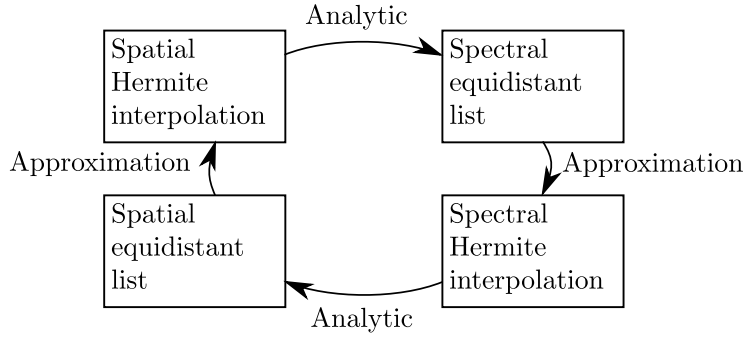 Analytic
Spatial
Hermite
interpolation
Spectral
equidistant
list
Approximation
Approximation
Spatial
equidistant
list
Spectral
Hermite
interpolation
Analytic